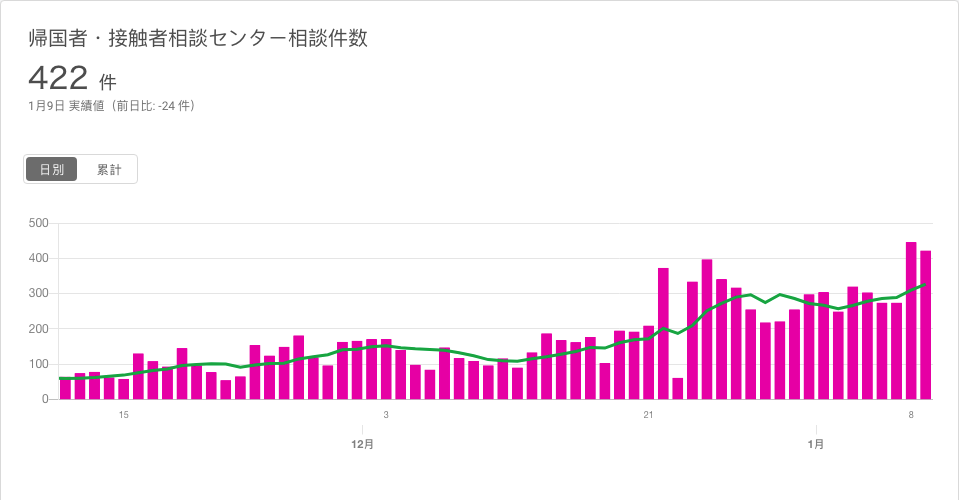 帰国者・接触者相談センター相談件数
422 件
1月9日 実績値（前日比: -24 件）
日別 累計
500
400
300
200
100
0
15 3 21 8
12月 1月